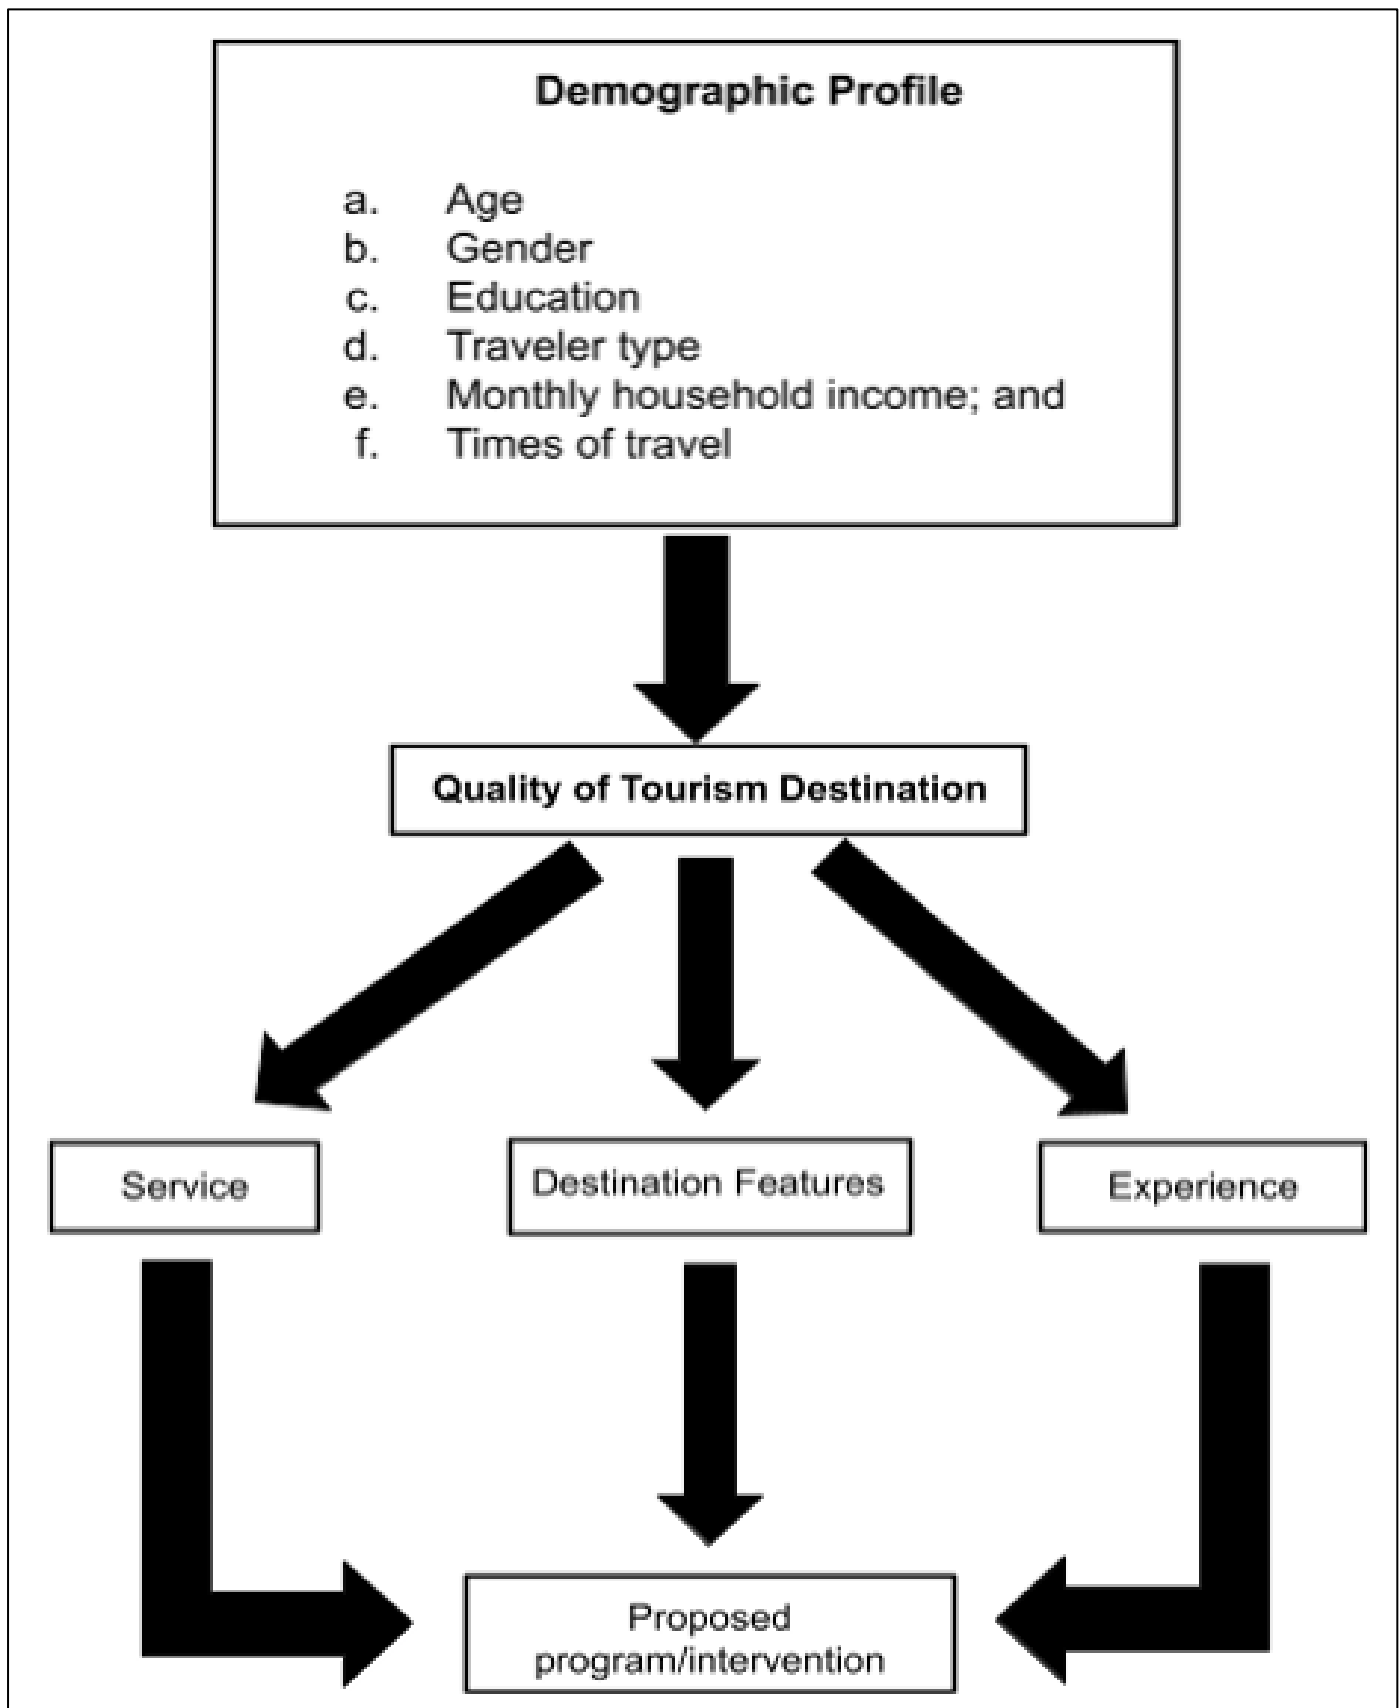 Demographic Profile
a. Age
b. Gender
c. Education
d. Traveler type
e. Monthly household income; and
f. Times of travel
Quality of Tourism Destination
Service
Destination Features
Experience
Proposed
program/intervention